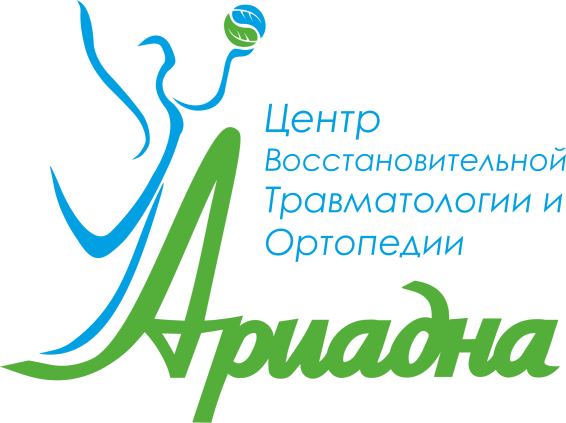 Центр
Восстановительной
Травматологии и
Ортопедии
Ариадна